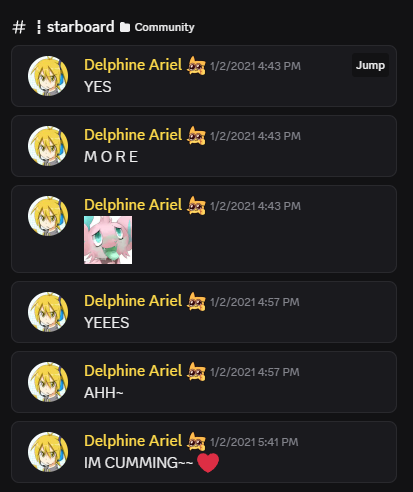 # ┇starboard Community
Delphine Ariel 1/2/2021 4:43 PM Jump
YES
Delphine Ariel 1/2/2021 4:43 PM
M O R E
Delphine Ariel 1/2/2021 4:43 PM
Delphine Ariel 1/2/2021 4:57 PM
YEEES
Delphine Ariel 1/2/2021 4:57 PM
AHH~
Delphine Ariel 1/2/2021 5:41 PM
IM CUMMING~~ ❤️